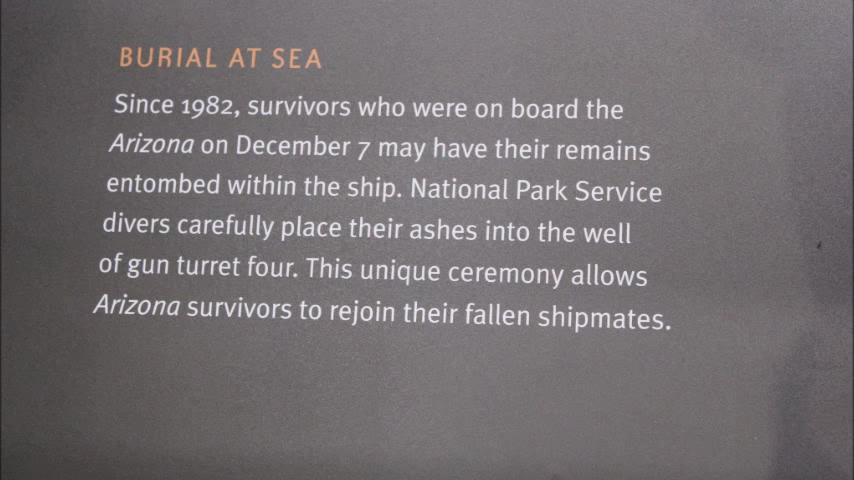 BURIAL AT SEA
Since 1982, survivors who were on board the
Arizona on December 7 may have their remains
entombed within the ship. National Park Service
divers carefully place their ashes into the well
of gun turret four. This unique ceremony allows
Arizona survivors to rejoin their fallen shipmates.